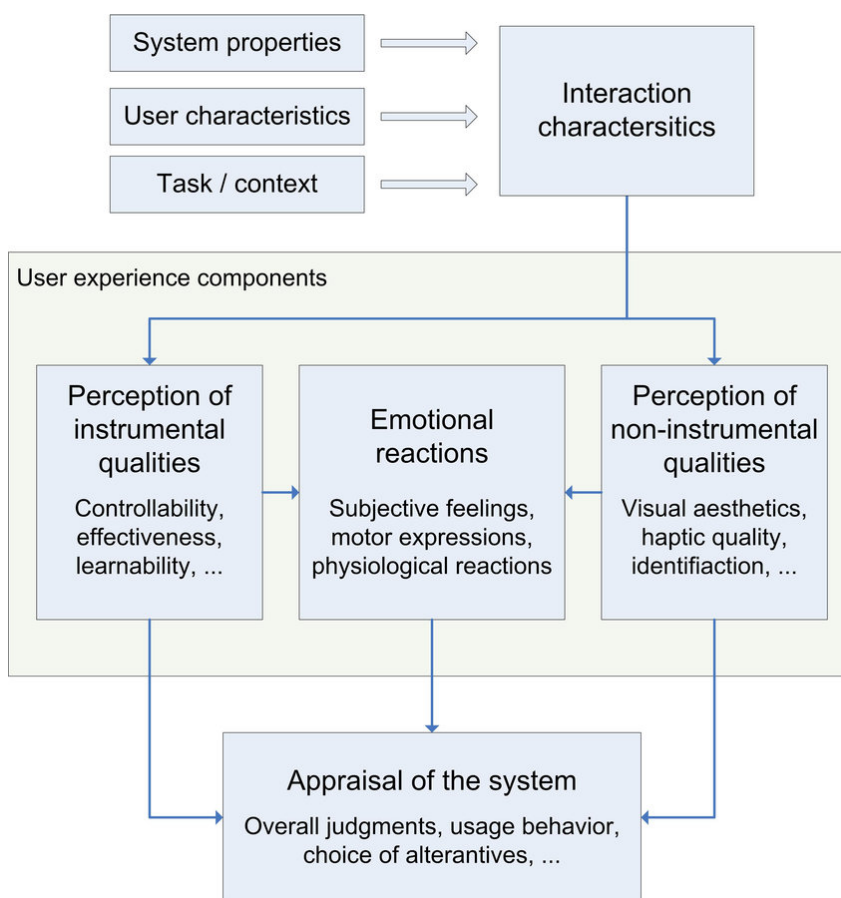 System properties
User characteristics
Task / context
Interaction
charactersitics
User experience components
Perception of
instrumental
qualities
Controllability,
effectiveness,
learnability, ...
Emotional
reactions
Subjective feelings,
motor expressions,
physiological reactions
Perception of
non-instrumental
qualities
Visual aesthetics,
haptic quality,
identifiaction, ...
Appraisal of the system
Overall judgments, usage behavior,
choice of alterantives, ...